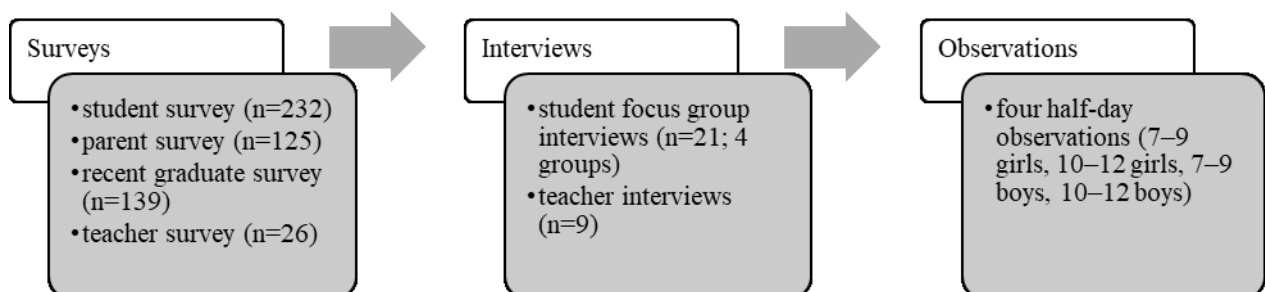 Surveys
•student survey (n=232)
•parent survey (n=125)
•recent graduate survey
(n=139)
•teacher survey (n=26)
Interviews
•student focus group
interviews (n=21; 4
groups)
•teacher interviews
(n=9)
Observations
•four half-day
observations (7–9
girls, 10–12 girls, 7–9
boys, 10–12 boys)